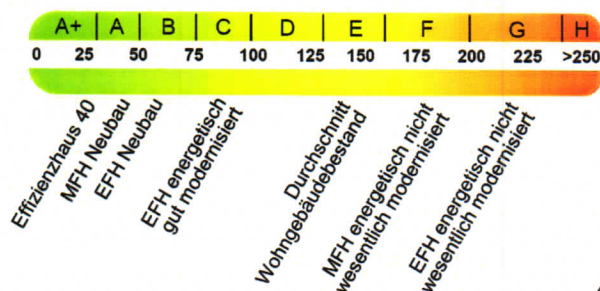 A+ A B C D E F G H
0 25 50 75 100 125 150 175 200 225 >250
Effizienzhaus 40
MFH Neubau
EFH Neubau
EFH energetisch
gut modernisiert
Durchschnitt
Wohngebäudebestand
MFH energetisch nicht
wesentlich modernisiert
EFH energetisch nicht
wesentlich modernisiert